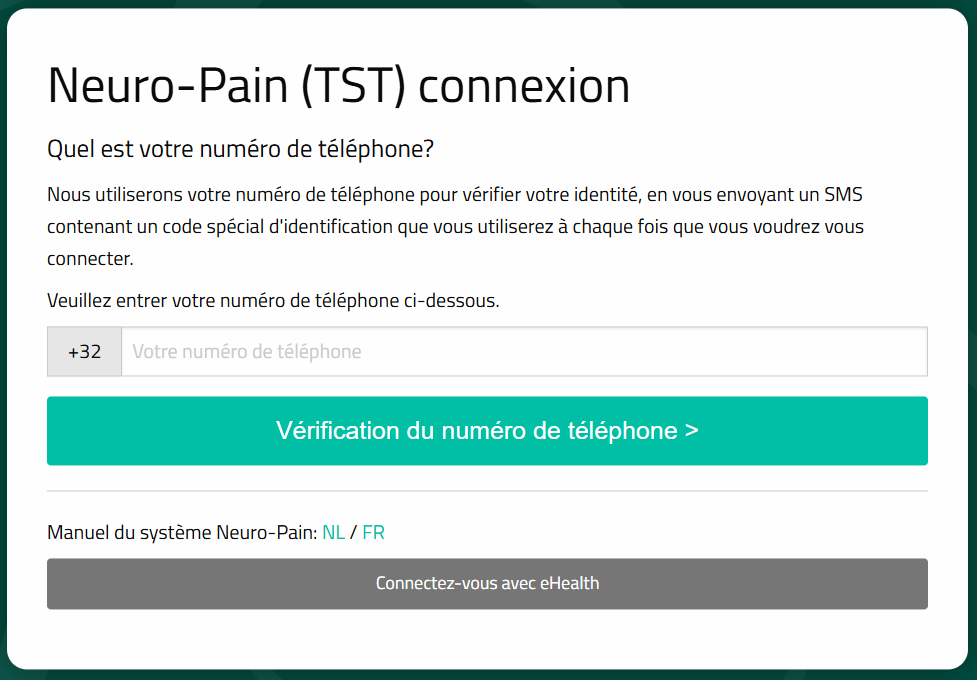 Neuro-Pain (TST) connexion
Quel est votre numéro de téléphone?
Nous utiliserons votre numéro de téléphone pour vérifier votre identité, en vous envoyant un SMS
contenant un code spécial d'identification que vous utiliserez à chaque fois que vous voudrez vous
connecter.
Veuillez entrer votre numéro de téléphone ci-dessous.
+32 Votre numéro de téléphone
Vérification du numéro de téléphone >
Manuel du système Neuro-Pain: NL / FR
Connectez-vous avec eHealth